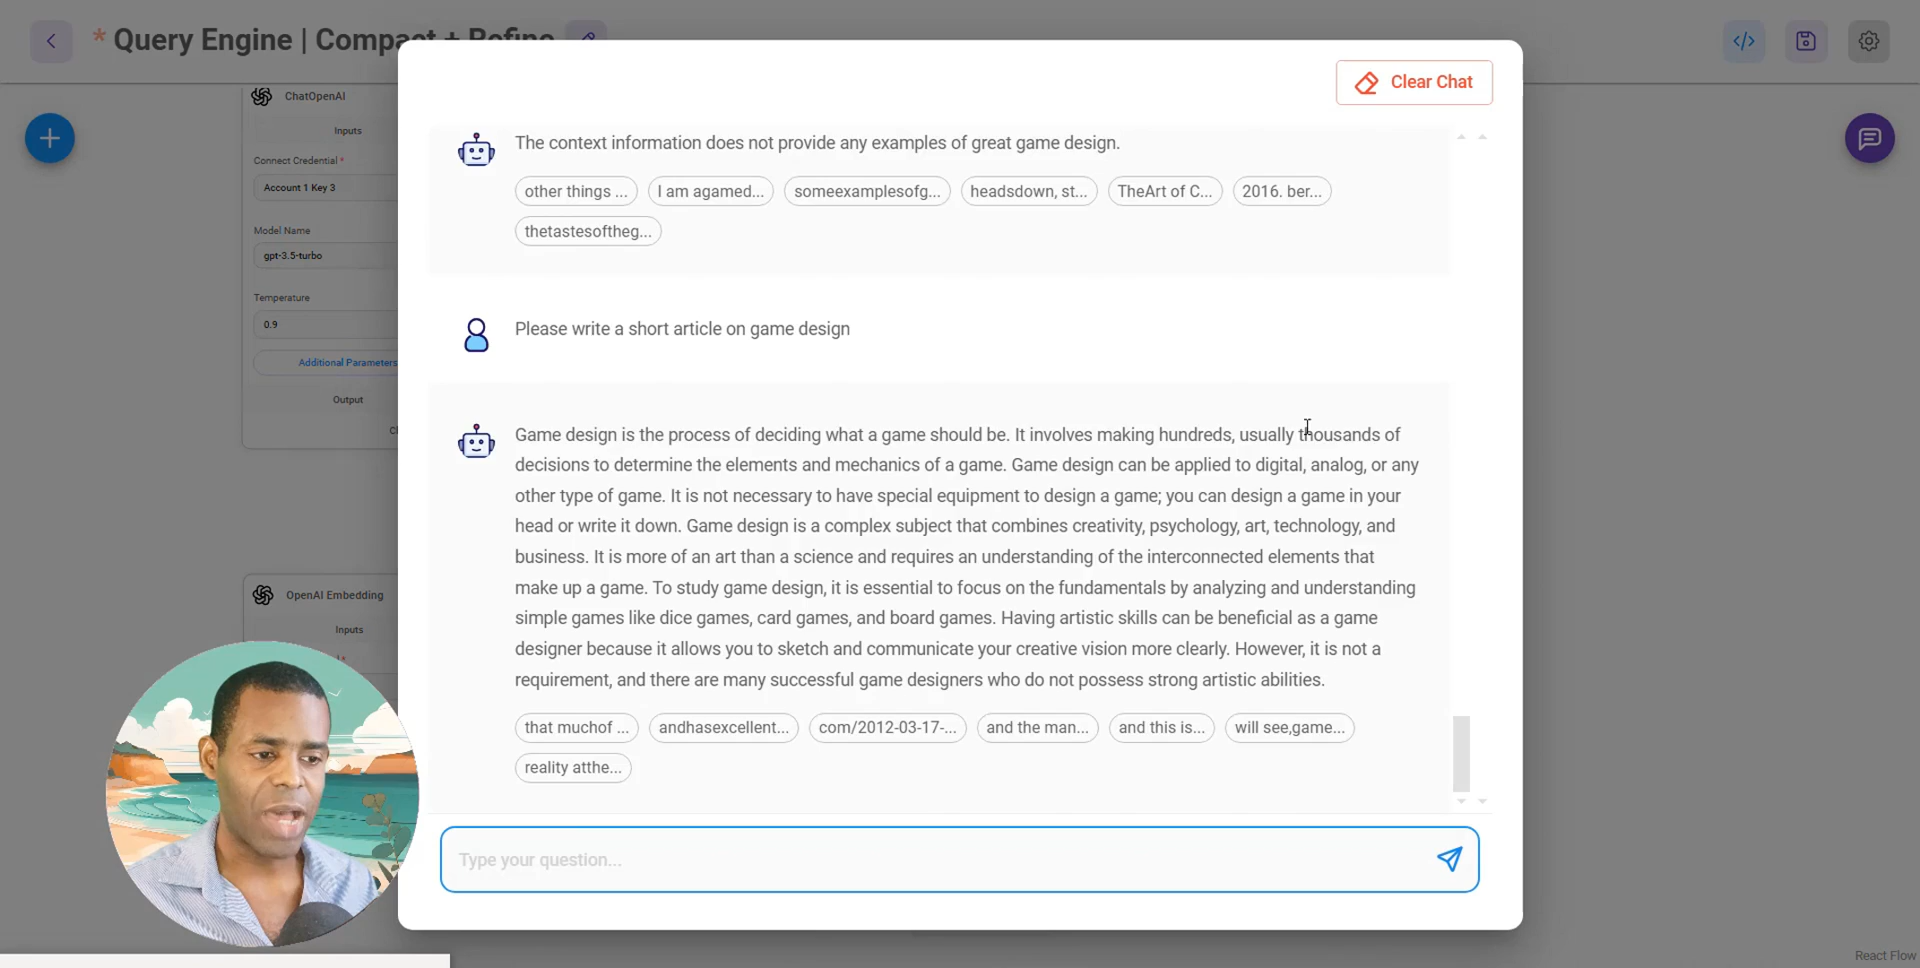 * Query Engine | Compact + Refine
Clear Chat
ChatOpenAI
Inputs
Connect Credential *
Account 1 Key 3
Model Name
gpt-3.5-turbo
Temperature
0.9
Additional Parameters
Output
OpenAI Embedding
Inputs
The context information does not provide any examples of great game design.
other things ... I am agamed... someexamplesofg... headsdown, st... TheArt of C... 2016. ber...
thetastesoftheg...
Please write a short article on game design
Game design is the process of deciding what a game should be. It involves making hundreds, usually thousands of
decisions to determine the elements and mechanics of a game. Game design can be applied to digital, analog, or any
other type of game. It is not necessary to have special equipment to design a game; you can design a game in your
head or write it down. Game design is a complex subject that combines creativity, psychology, art, technology, and
business. It is more of an art than a science and requires an understanding of the interconnected elements that
make up a game. To study game design, it is essential to focus on the fundamentals by analyzing and understanding
simple games like dice games, card games, and board games. Having artistic skills can be beneficial as a game
designer because it allows you to sketch and communicate your creative vision more clearly. However, it is not a
requirement, and there are many successful game designers who do not possess strong artistic abilities.
that muchof ... andhasexcellent... com/2012-03-17-... and the man... and this is... will see,game...
reality atthe...
Type your question...
React Flow